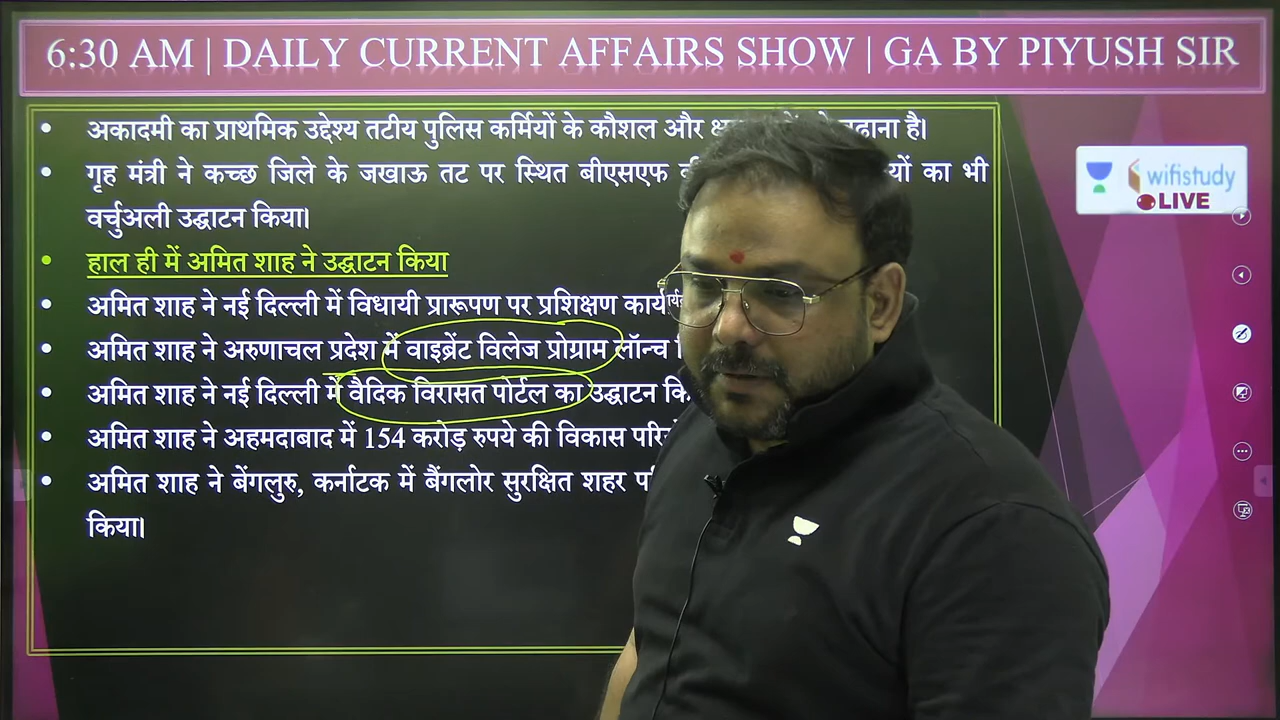 6:30 AM | DAILY CURRENT AFFAIRS SHOW | GA BY PIYUSH SIR
• अकादमी का प्राथमिक उद्देश्य तटीय पुलिस कर्मियों के कौशल और बढ़ाना है।
• गृह मंत्री ने कच्छ जिले के जखाऊ तट पर स्थित बीएसएफ का भी
वर्चुअली उद्घाटन किया।
• हाल ही में अमित शाह ने उद्घाटन किया
• अमित शाह ने नई दिल्ली में विधायी प्रारूपण पर प्रशिक्षण
• अमित शाह ने अरुणाचल प्रदेश में वाइब्रेंट विलेज प्रोग्राम लॉन्च
• अमित शाह ने नई दिल्ली में वैदिक विरासत पोर्टल का उद्घाटन
• अमित शाह ने अहमदाबाद में 154 करोड़ रुपये की विकास
• अमित शाह ने बेंगलुरु, कर्नाटक में बैंगलोर सुरक्षित शहर
किया।
wifistudy
LIVE